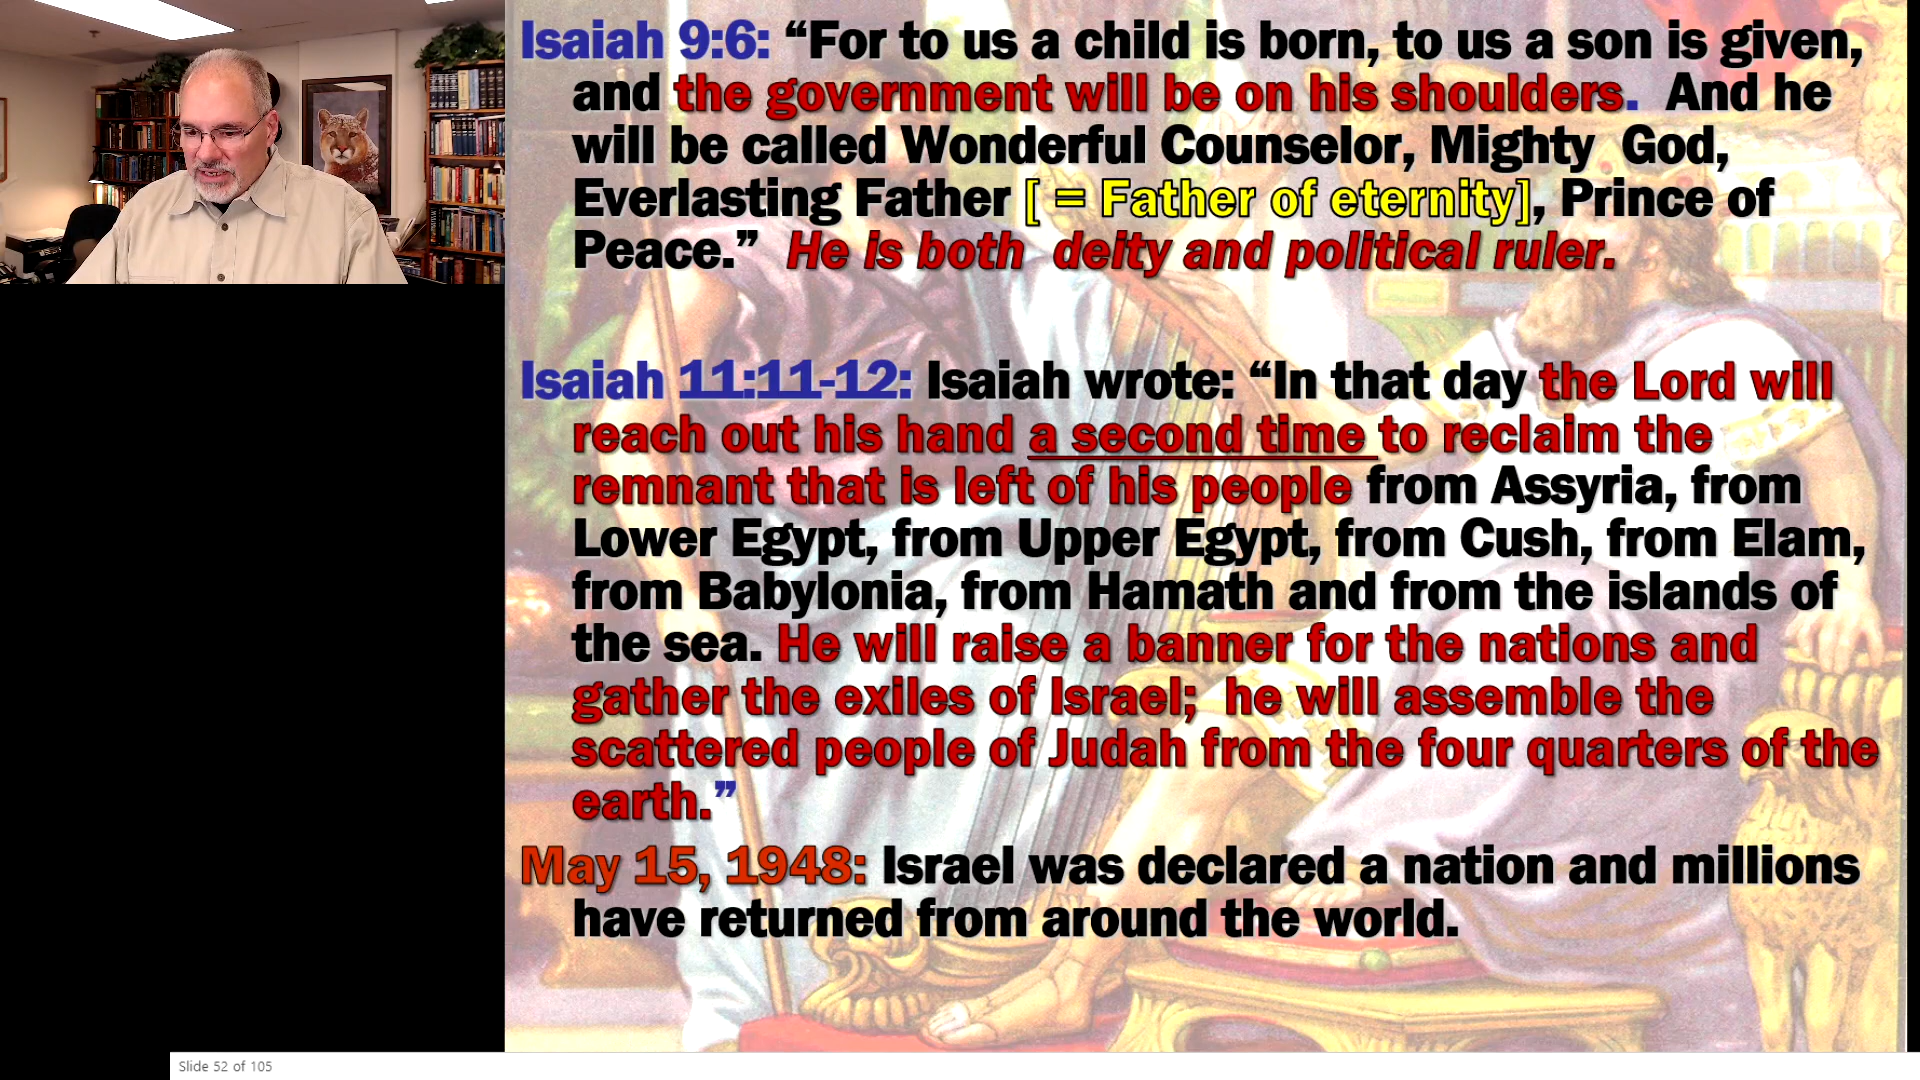 Isaiah 9:6: “For to us a child is born, to us a son is given,
and the government will be on his shoulders. And he
will be called Wonderful Counselor, Mighty God,
Everlasting Father [ = Father of eternity], Prince of
Peace.” He is both deity and political ruler.
Isaiah 11:11-12: Isaiah wrote: “In that day the Lord will
reach out his hand a second time to reclaim the
remnant that is left of his people from Assyria, from
Lower Egypt, from Upper Egypt, from Cush, from Elam,
from Babylonia, from Hamath and from the islands of
the sea. He will raise a banner for the nations and
gather the exiles of Israel; he will assemble the
scattered people of Judah from the four quarters of the
earth.”
May 15, 1948: Israel was declared a nation and millions
have returned from around the world.
Slide 52 of 105